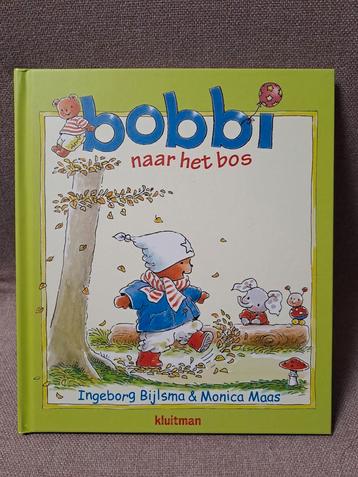 bobbi
naar het bos
Ingeborg Bijlsma & Monica Maas
kluitman